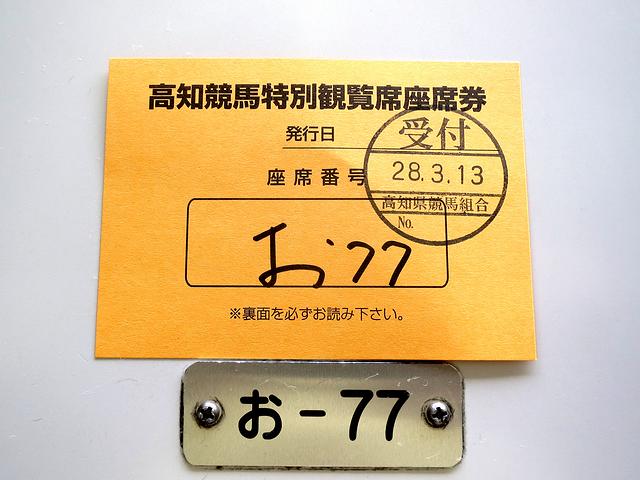 高知競馬特別観覧席座席券
発行日
受付
28.3.13
座席番号
高知県競馬組合
No.
お77
※裏面を必ずお読み下さい。
お-77